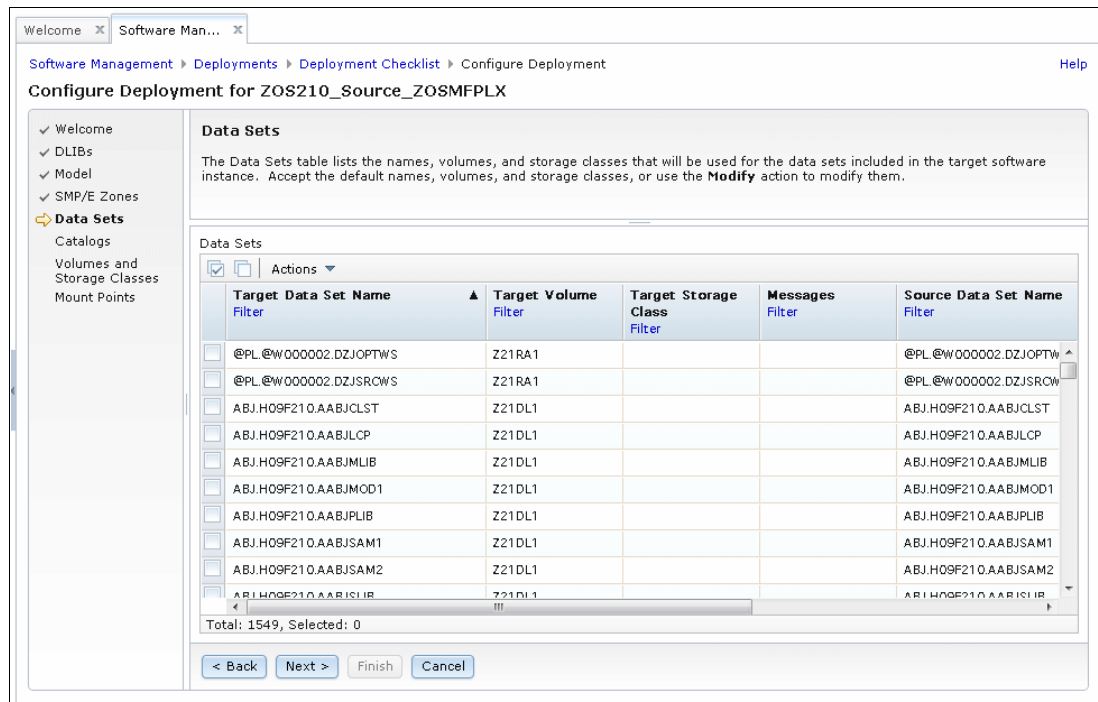 Welcome x Software Man... x
Software Management Deployments Deployment Checklist Configure Deployment Help
Configure Deployment for ZOS210_Source_ZOSMFPLX
Welcome
DLIBs
Model
SMP/E Zones
Data Sets
Catalogs
Volumes and
Storage Classes
Mount Points
Data Sets
The Data Sets table lists the names, volumes, and storage classes that will be used for the data sets included in the target software
instance. Accept the default names, volumes, and storage classes, or use the Modify action to modify them.
Data Sets
Actions
Target Data Set Name Target Volume Target Storage Class Messages Source Data Set Name
Filter Filter Filter Filter Filter
@PL.@W000002.DZJOPTWS Z21RA1 @PL.@W000002.DZJOPTW
@PL.@W000002.DZJSRCWS Z21RA1 @PL.@W000002.DZJSRCW
ABJ.H09F210.AABJCLST Z21DL1 ABJ.H09F210.AABJCLST
ABJ.H09F210.AABJLCP Z21DL1 ABJ.H09F210.AABJLCP
ABJ.H09F210.AABJMLIB Z21DL1 ABJ.H09F210.AABJMLIB
ABJ.H09F210.AABJMOD1 Z21DL1 ABJ.H09F210.AABJMOD1
ABJ.H09F210.AABJPLIB Z21DL1 ABJ.H09F210.AABJPLIB
ABJ.H09F210.AABJSAM1 Z21DL1 ABJ.H09F210.AABJSAM1
ABJ.H09F210.AABJSAM2 Z21DL1 ABJ.H09F210.AABJSAM2
ABJ.H09F210.AABJSLIB Z21DL1 ABJ.H09F210.AABJSLIB
Total: 1549, Selected: 0
< Back Next > Finish Cancel